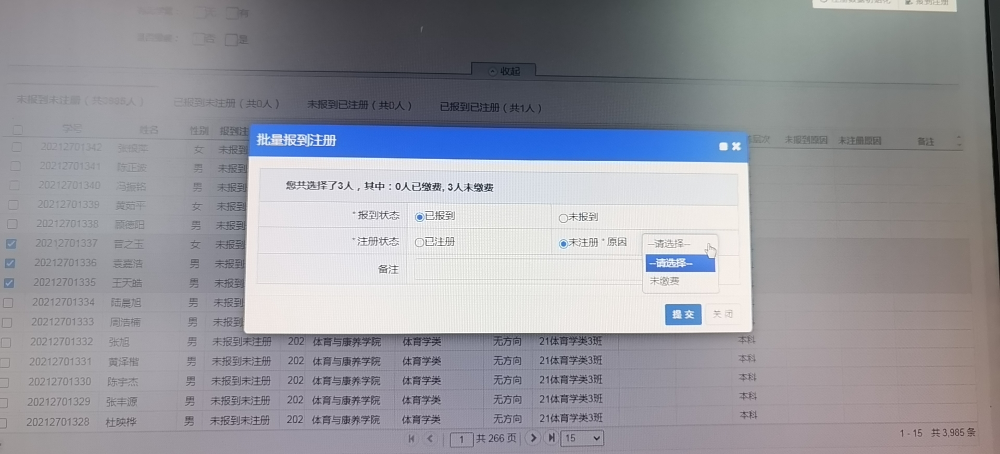 无 有
否 是
报到注册
收起
未报到未注册（共3985人） 已报到未注册（共0人） 未报到已注册（共0人） 已报到已注册（共1人）
学号 姓名 性别 报到注 层次 未报到原因 未注册原因 备注
20212701342 张银萍 女 未报到
20212701341 陈正波 男 未报到
20212701340 冯振铭 男 未报到
20212701339 黄茹平 女 未报到
20212701338 顾德阳 男 未报到
20212701337 之玉 女 未报到
20212701336 袁嘉浩 男 未报到
20212701335 王天皓 男 未报到
20212701334 陆晨旭 男 未报到
20212701333 周浩楠 男 未报到
批量报到注册
您共选择了3人，其中：0人已缴费, 3人未缴费
*报到状态 已报到 未报到
*注册状态 已注册 未注册 *原因 --请选择--
--请选择--
备注
未缴费
提交 关闭
20212701332 张旭 男 未报到未注册 202 体育与康养学院 体育学类 无方向 21体育学类3班 本科
20212701331 黄泽楷 男 未报到未注册 202 体育与康养学院 体育学类 无方向 21体育学类3班 本科
20212701330 陈宇杰 男 未报到未注册 202 体育与康养学院 体育学类 无方向 21体育学类3班 本科
20212701329 张丰源 男 未报到未注册 202 体育与康养学院 体育学类 无方向 21体育学类3班 本科
20212701328 杜映桦 男 未报到未注册 202 体育与康养学院 体育学类 无方向 21体育学类3班 本科
1 共 266 页 15 1 - 15 共 3,985 条